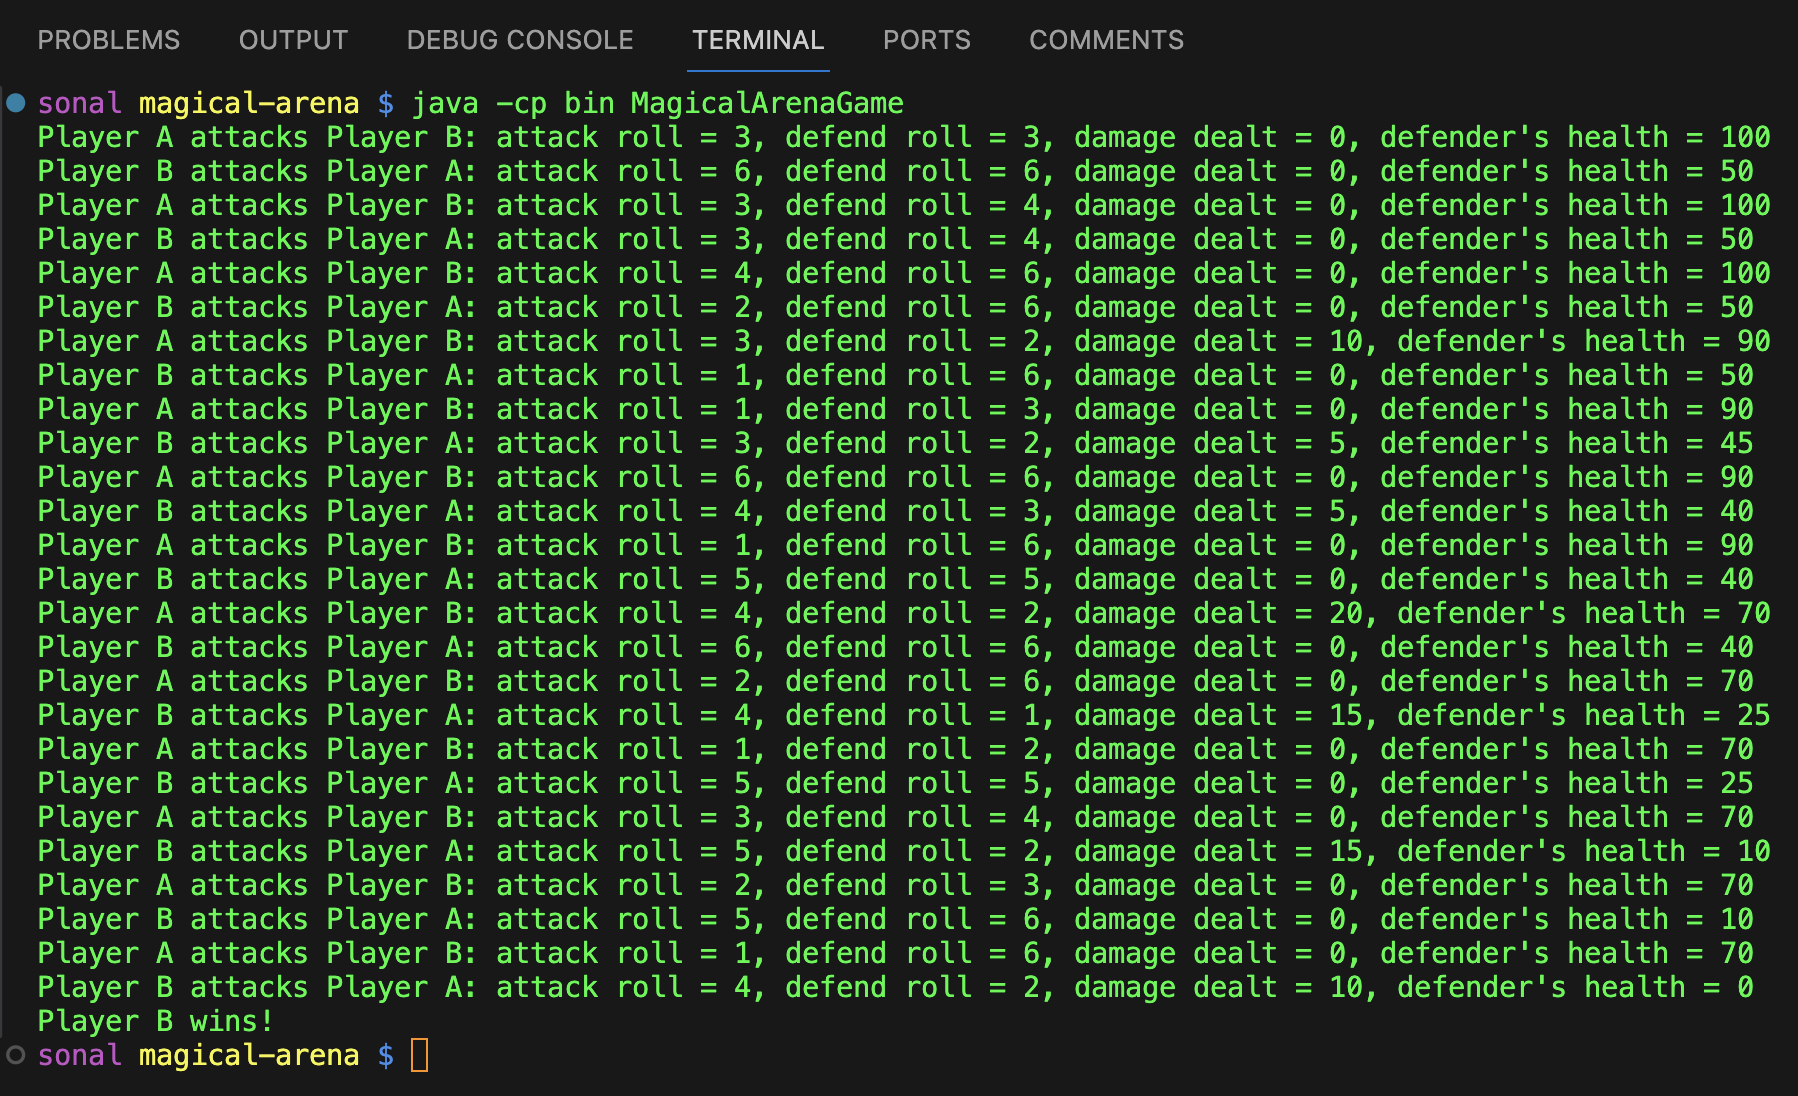 PROBLEMS OUTPUT DEBUG CONSOLE TERMINAL PORTS COMMENTS
sonal magical-arena $ java -cp bin MagicalArenaGame
Player A attacks Player B: attack roll = 3, defend roll = 3, damage dealt = 0, defender's health = 100
Player B attacks Player A: attack roll = 6, defend roll = 6, damage dealt = 0, defender's health = 50
Player A attacks Player B: attack roll = 3, defend roll = 4, damage dealt = 0, defender's health = 100
Player B attacks Player A: attack roll = 3, defend roll = 4, damage dealt = 0, defender's health = 50
Player A attacks Player B: attack roll = 4, defend roll = 6, damage dealt = 0, defender's health = 100
Player B attacks Player A: attack roll = 2, defend roll = 6, damage dealt = 0, defender's health = 50
Player A attacks Player B: attack roll = 3, defend roll = 2, damage dealt = 10, defender's health = 90
Player B attacks Player A: attack roll = 1, defend roll = 6, damage dealt = 0, defender's health = 50
Player A attacks Player B: attack roll = 1, defend roll = 3, damage dealt = 0, defender's health = 90
Player B attacks Player A: attack roll = 3, defend roll = 2, damage dealt = 5, defender's health = 45
Player A attacks Player B: attack roll = 6, defend roll = 6, damage dealt = 0, defender's health = 90
Player B attacks Player A: attack roll = 4, defend roll = 3, damage dealt = 5, defender's health = 40
Player A attacks Player B: attack roll = 1, defend roll = 6, damage dealt = 0, defender's health = 90
Player B attacks Player A: attack roll = 5, defend roll = 5, damage dealt = 0, defender's health = 40
Player A attacks Player B: attack roll = 4, defend roll = 2, damage dealt = 20, defender's health = 70
Player B attacks Player A: attack roll = 6, defend roll = 6, damage dealt = 0, defender's health = 40
Player A attacks Player B: attack roll = 2, defend roll = 6, damage dealt = 0, defender's health = 70
Player B attacks Player A: attack roll = 4, defend roll = 1, damage dealt = 15, defender's health = 25
Player A attacks Player B: attack roll = 1, defend roll = 2, damage dealt = 0, defender's health = 70
Player B attacks Player A: attack roll = 5, defend roll = 5, damage dealt = 0, defender's health = 25
Player A attacks Player B: attack roll = 3, defend roll = 4, damage dealt = 0, defender's health = 70
Player B attacks Player A: attack roll = 5, defend roll = 2, damage dealt = 15, defender's health = 10
Player A attacks Player B: attack roll = 2, defend roll = 3, damage dealt = 0, defender's health = 70
Player B attacks Player A: attack roll = 5, defend roll = 6, damage dealt = 0, defender's health = 10
Player A attacks Player B: attack roll = 1, defend roll = 6, damage dealt = 0, defender's health = 70
Player B attacks Player A: attack roll = 4, defend roll = 2, damage dealt = 10, defender's health = 0
Player B wins!
sonal magical-arena $